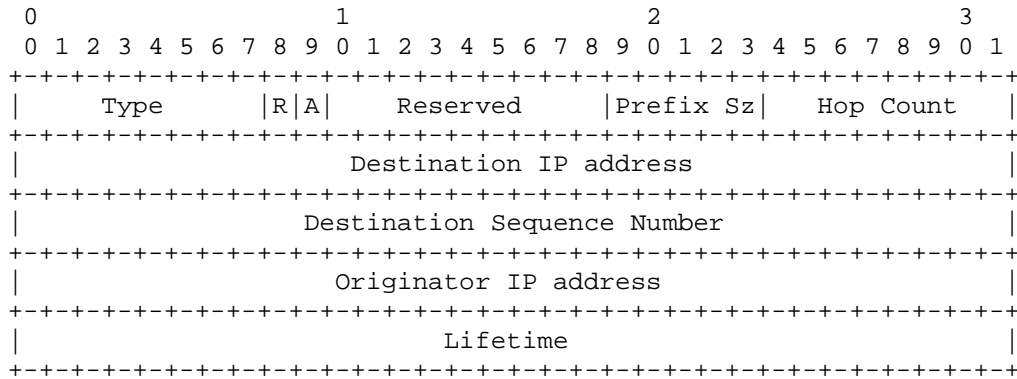 0                   1                   2                   3
0 1 2 3 4 5 6 7 8 9 0 1 2 3 4 5 6 7 8 9 0 1 2 3 4 5 6 7 8 9 0 1
+-+-+-+-+-+-+-+-+-+-+-+-+-+-+-+-+-+-+-+-+-+-+-+-+-+-+-+-+-+-+-+-+
|     Type      |R|A|    Reserved     |Prefix Sz|   Hop Count   |
+-+-+-+-+-+-+-+-+-+-+-+-+-+-+-+-+-+-+-+-+-+-+-+-+-+-+-+-+-+-+-+-+
|                     Destination IP address                    |
+-+-+-+-+-+-+-+-+-+-+-+-+-+-+-+-+-+-+-+-+-+-+-+-+-+-+-+-+-+-+-+-+
|                  Destination Sequence Number                  |
+-+-+-+-+-+-+-+-+-+-+-+-+-+-+-+-+-+-+-+-+-+-+-+-+-+-+-+-+-+-+-+-+
|                    Originator IP address                      |
+-+-+-+-+-+-+-+-+-+-+-+-+-+-+-+-+-+-+-+-+-+-+-+-+-+-+-+-+-+-+-+-+
|                           Lifetime                            |
+-+-+-+-+-+-+-+-+-+-+-+-+-+-+-+-+-+-+-+-+-+-+-+-+-+-+-+-+-+-+-+-+